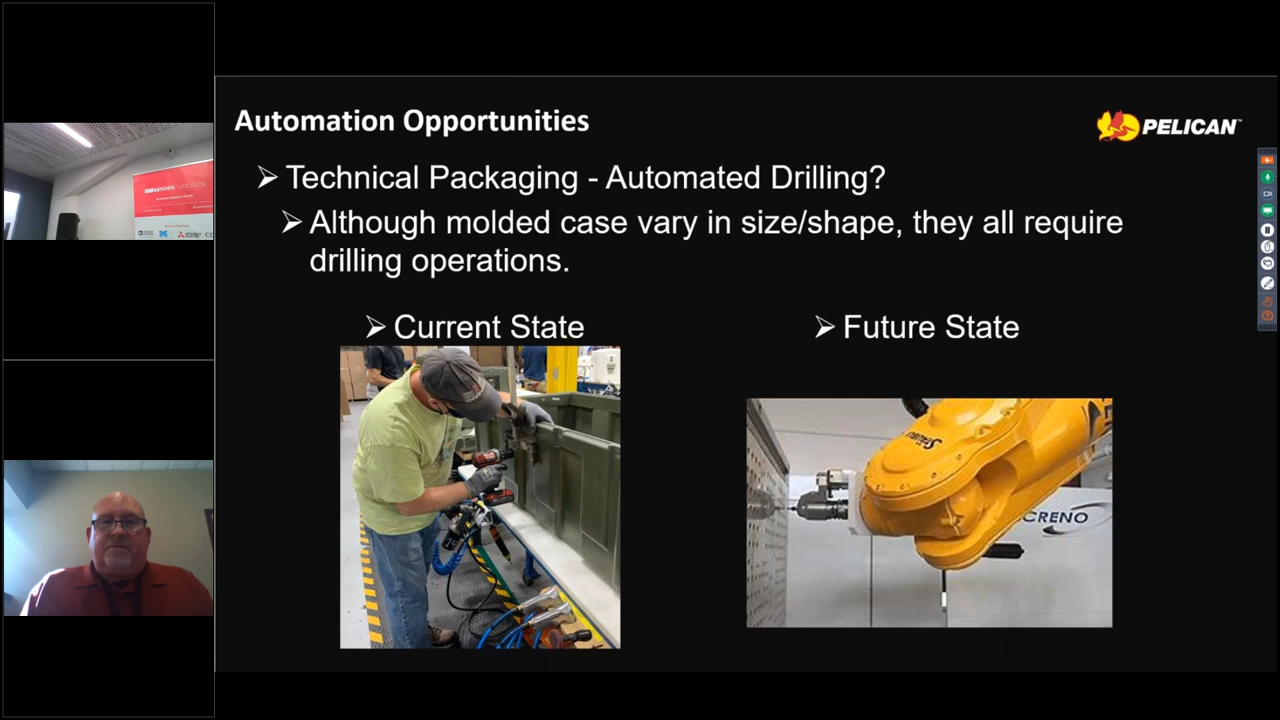 Automation Opportunities
PELICAN™
➢ Technical Packaging - Automated Drilling?
➢ Although molded case vary in size/shape, they all require
drilling operations.
➢ Current State
➢ Future State
CRENO